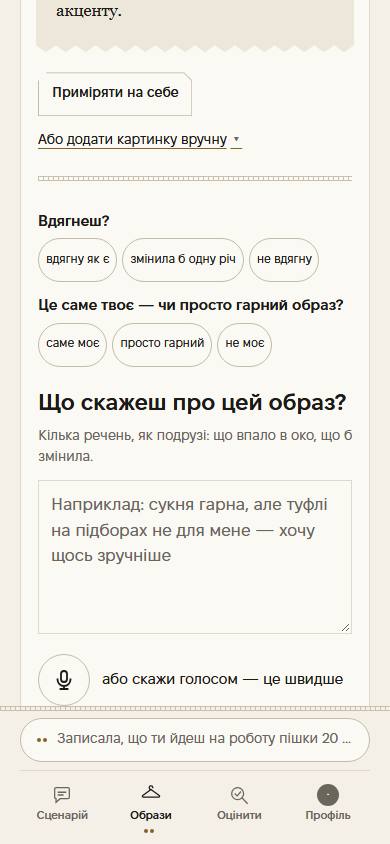 акценту.
Приміряти на себе
Або додати картинку вручну
Вдягнеш?
вдягну як є
змінила б одну річ
не вдягну
Це саме твоє — чи просто гарний образ?
саме моє
просто гарний
не моє
Що скажеш про цей образ?
Кілька речень, як подрузі: що впало в око, що б
змінила.
Наприклад: сукня гарна, але туфлі
на підборах не для мене — хочу
щось зручніше
або скажи голосом — це швидше
Записала, що ти йдеш на роботу пішки 20 ...
Сценарій
Образи
Оцінити
Профіль